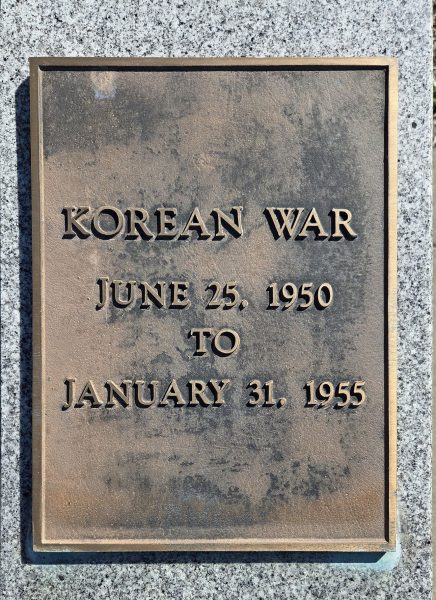 KOREAN WAR
JUNE 25, 1950
TO
JANUARY 31, 1955